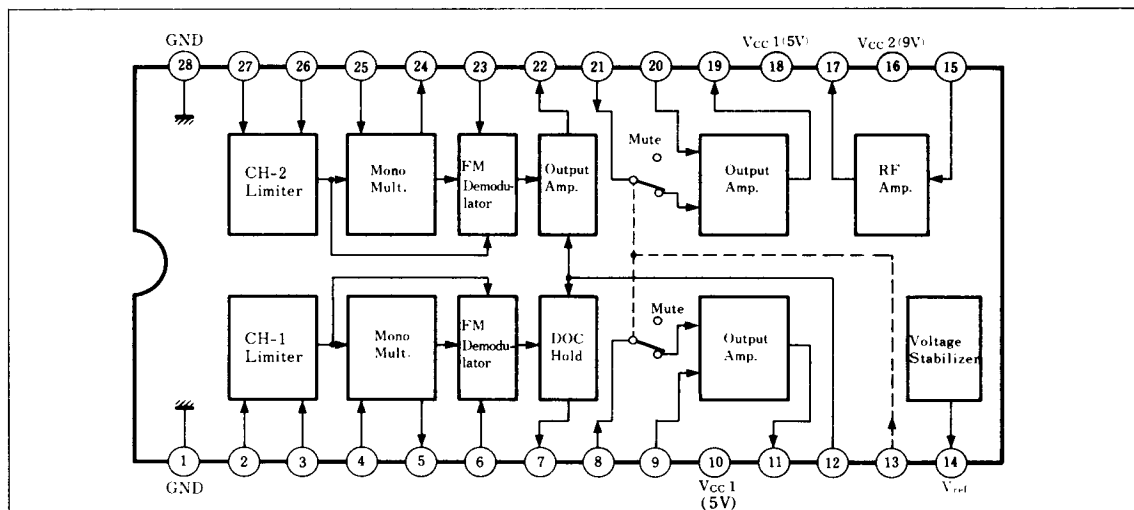 GND
Vcc 1 (5V)
Vcc 2 (9V)
28
27
26
25
24
23
22
21
20
19
18
17
16
15
CH-2
Limiter
Mono
Mult.
FM
Demodu-
lator
Output
Amp.
Mute
Output
Amp.
RF
Amp.
CH-1
Limiter
Mono
Mult.
FM
Demodu-
lator
DOC
Hold
Mute
Output
Amp.
Voltage
Stabilizer
1
2
3
4
5
6
7
8
9
10
11
12
13
14
GND
Vcc 1
(5V)
Vref